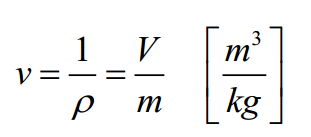 v = 1/ρ = V/m [m³/kg]